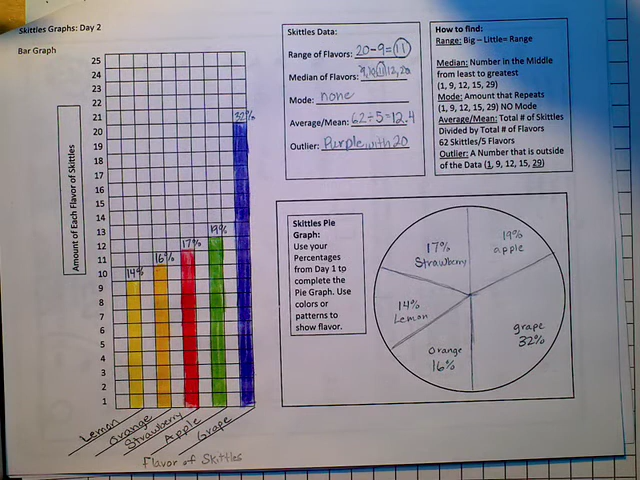 Skittles Graphs: Day 2
Bar Graph
Amount of Each Flavor of Skittles
25
24
23
22
21
20
19
18
17
16
15
14
13
12
11
10
9
8
7
6
5
4
3
2
1
14%
16%
17%
19%
32%
Lemon
Orange
Strawberry
Apple
Grape
Flavor of Skittles
Skittles Data:
Range of Flavors: 20-9=11
Median of Flavors: 9,10,11,12,20
Mode: none
Average/Mean: 62÷5=12.4
Outlier: Purple with 20
How to find:
Range: Big – Little= Range
Median: Number in the Middle
from least to greatest
(1, 9, 12, 15, 29)
Mode: Amount that Repeats
(1, 9, 12, 15, 29) NO Mode
Average/Mean: Total # of Skittles
Divided by Total # of Flavors
62 Skittles/5 Flavors
Outlier: A Number that is outside
of the Data (1, 9, 12, 15, 29)
Skittles Pie
Graph:
Use your
Percentages
from Day 1 to
complete the
Pie Graph. Use
colors or
patterns to
show flavor.
17%
Strawberry
19%
apple
14%
Lemon
Orange
16%
grape
32%